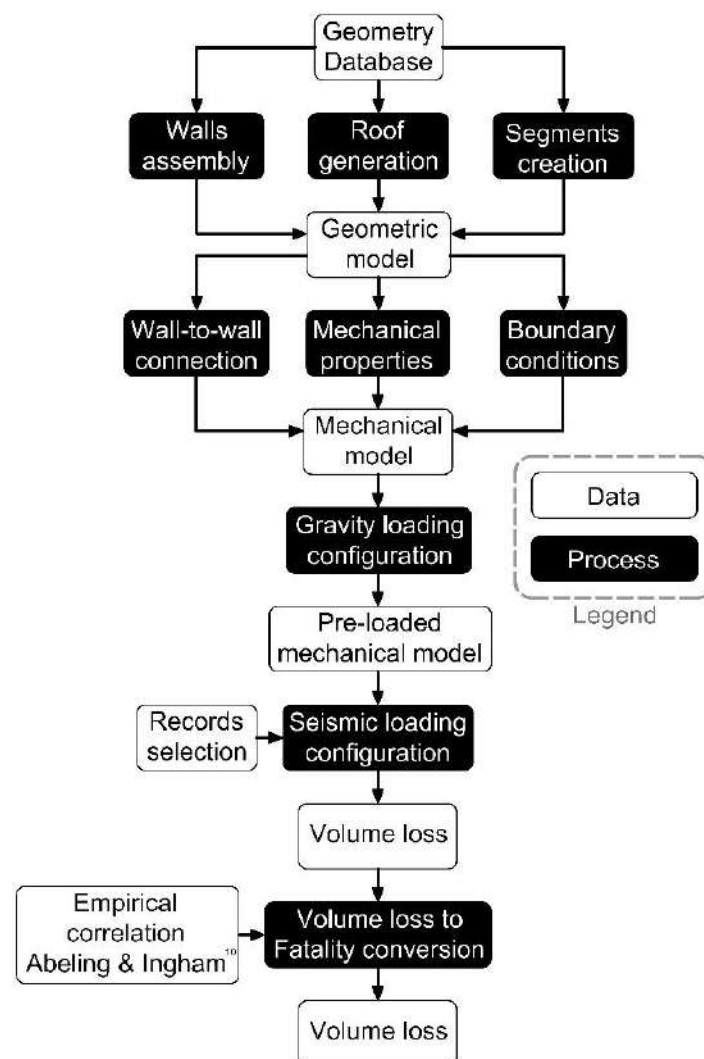 Geometry
Database
Walls
assembly
Roof
generation
Segments
creation
Geometric
model
Wall-to-wall
connection
Mechanical
properties
Boundary
conditions
Mechanical
model
Data
Process
Legend
Gravity loading
configuration
Pre-loaded
mechanical model
Records
selection
Seismic loading
configuration
Volume loss
Empirical
correlation
Abeling & Ingham¹⁰
Volume loss to
Fatality conversion
Volume loss